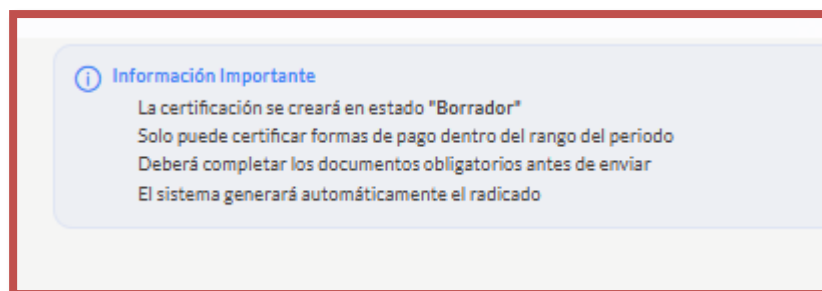 Información Importante
La certificación se creará en estado "Borrador"
Solo puede certificar formas de pago dentro del rango del periodo
Deberá completar los documentos obligatorios antes de enviar
El sistema generará automáticamente el radicado